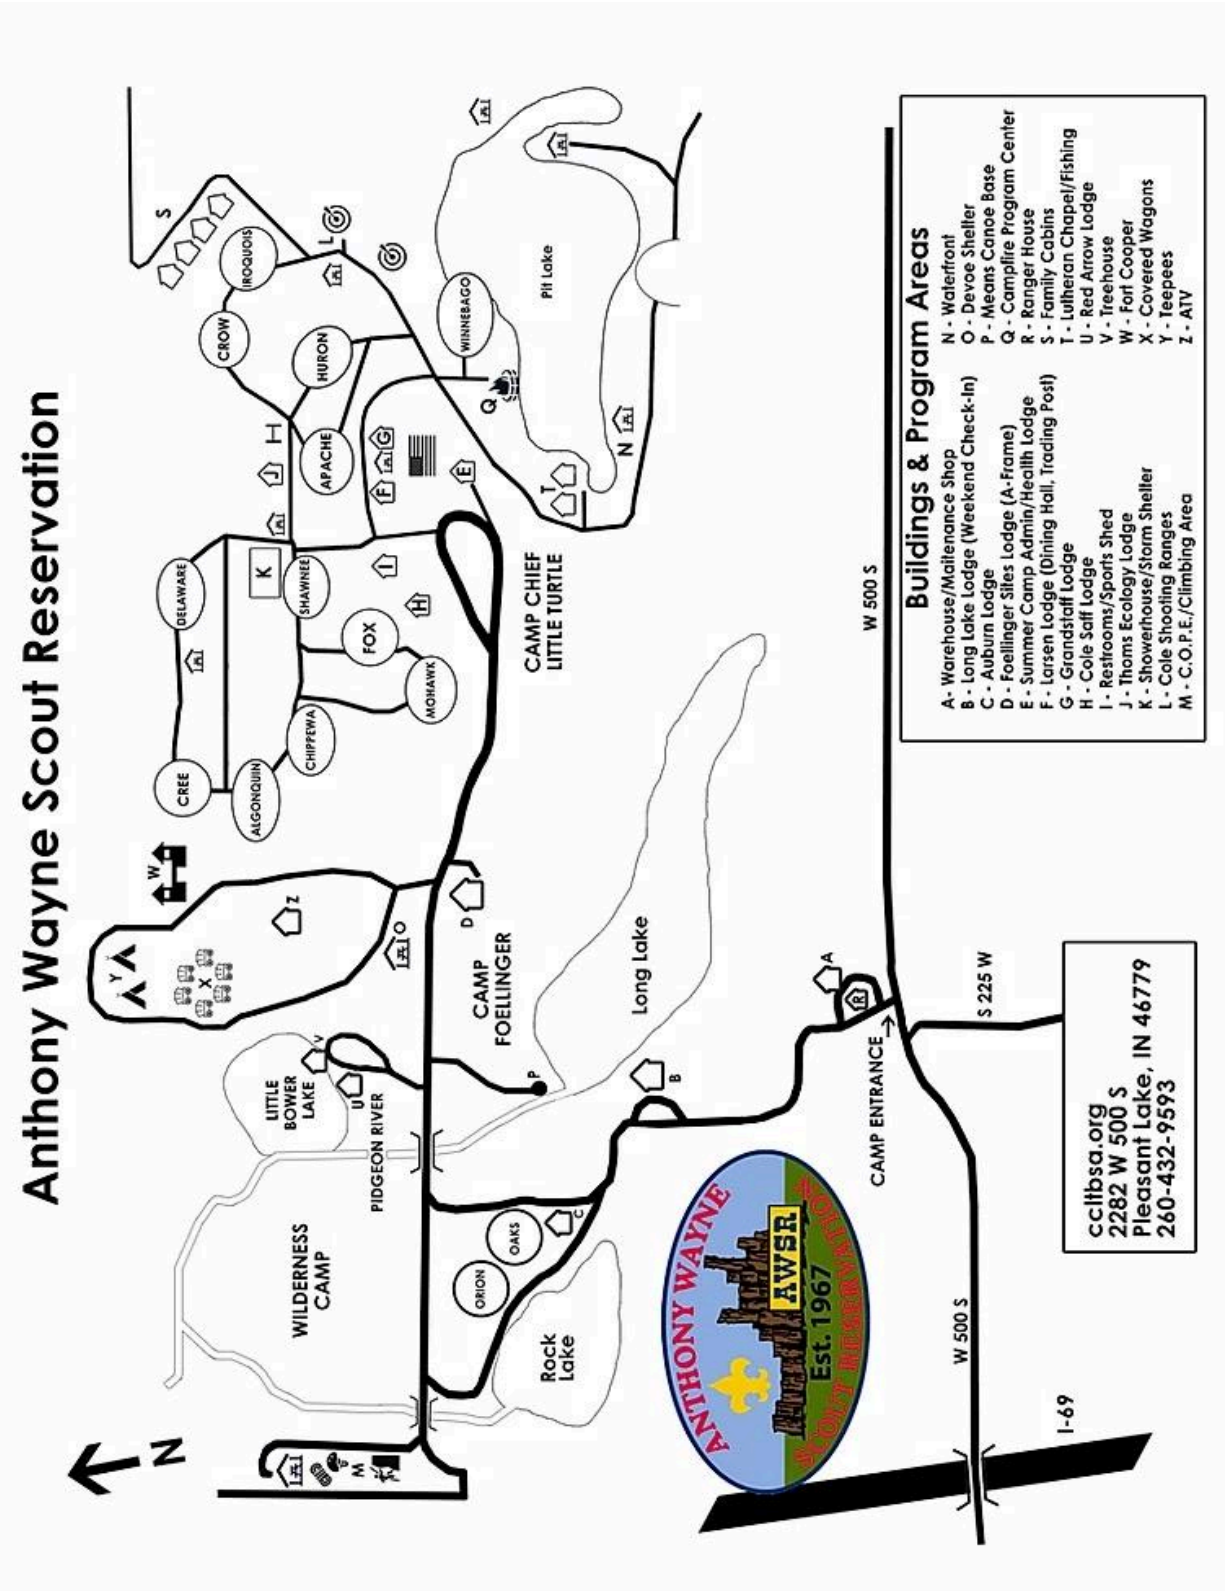 Anthony Wayne Scout Reservation
N
S
IROQUOIS
L
CROW
HURON
WINNEBAGO
Pit Lake
Q
J
H
APACHE
F
G
E
T
N
DELAWARE
K
SHAWNEE
I
H
FOX
MOHAWK
CHIPPEWA
CREE
ALGONQUIN
CAMP CHIEF
LITTLE TURTLE
W
Z
Y
X
O
D
CAMP
FOELLINGER
Long Lake
V
U
LITTLE
BOWER
LAKE
PIDGEON RIVER
P
B
A
R
CAMP ENTRANCE
WILDERNESS
CAMP
OAKS
C
ORION
Rock
Lake
M
ANTHONY WAYNE
AWSR
Est. 1967
SCOUT RESERVATION
W 500 S
S 225 W
W 500 S
I-69
ccltbsa.org
2282 W 500 S
Pleasant Lake, IN 46779
260-432-9593
Buildings & Program Areas
A- Warehouse/Maitenance Shop
B - Long Lake Lodge (Weekend Check-In)
C - Auburn Lodge
D - Foellinger Sites Lodge (A-Frame)
E - Summer Camp Admin/Health Lodge
F - Larsen Lodge (Dining Hall, Trading Post)
G - Grandstaff Lodge
H - Cole Saff Lodge
I - Restrooms/Sports Shed
J - Thoms Ecology Lodge
K - Showerhouse/Storm Shelter
L - Cole Shooting Ranges
M - C.O.P.E./Climbing Area
N - Waterfront
O - Devoe Shelter
P - Means Canoe Base
Q - Campfire Program Center
R - Ranger House
S - Family Cabins
T - Lutheran Chapel/Fishing
U - Red Arrow Lodge
V - Treehouse
W - Fort Cooper
X - Covered Wagons
Y - Teepees
Z - ATV